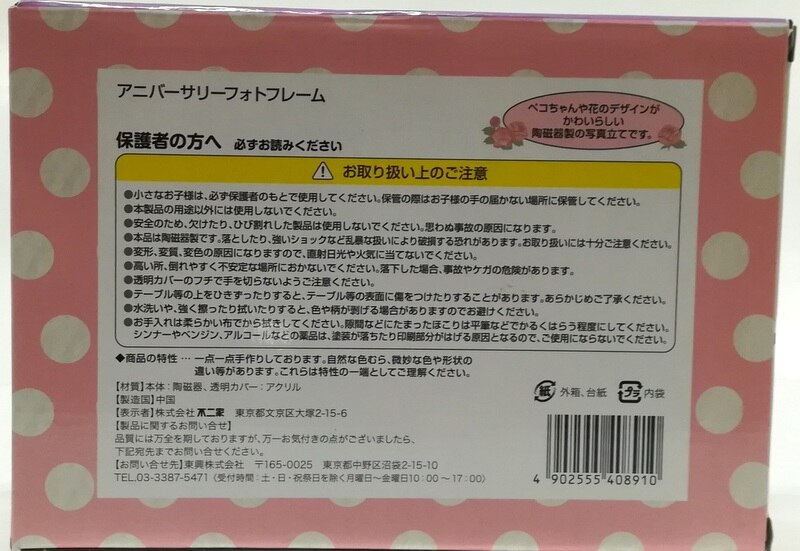 アニバーサリーフォトフレーム
ペコちゃんや花のデザインが
かわいらしい
陶磁器製の写真立てです。
保護者の方へ 必ずお読みください
お取り扱い上のご注意
●小さなお子様は、必ず保護者のもとで使用してください。保管の際はお子様の手の届かない場所に保管してください。
●本製品の用途以外には使用しないでください。
●安全のため、欠けたり、ひび割れした製品は使用しないでください。思わぬ事故の原因になります。
●本品は陶磁器製です。落としたり、強いショックなど乱暴な扱いにより破損する恐れがあります。お取り扱いには十分ご注意ください。
●変形、変質、変色の原因になりますので、直射日光や火気に当てないでください。
●高い所、倒れやすく不安定な場所におかないでください。落下した場合、事故やケガの危険があります。
●透明カバーのフチで手を切らないようご注意ください。
●テーブル等の上をひきずったりすると、テーブル等の表面に傷をつけたりすることがあります。あらかじめご了承ください。
●水洗いや、強く擦ったり拭いたりすると、色や柄が剥げる場合がありますのでお避けください。
●お手入れは柔らかい布でから拭きしてください。隙間などにたまったほこりは平筆などでかるくはらう程度にしてください。
シンナーやベンジン、アルコールなどの薬品は、塗装が落ちたり印刷部分がはげる原因となるので、ご使用にならないでください。
◆商品の特性 … 一点一点手作りしております。自然な色むら、微妙な色や形状の
違い等があります。これらは特性の一端としてご理解ください。
【材質】本体：陶磁器、透明カバー：アクリル
【製造国】中国
【表示者】株式会社 不二家 東京都文京区大塚2-15-6
【製品に関するお問い合せ】
品質には万全を期しておりますが、万一お気付きの点がございましたら、
下記宛先までお問い合せください。
【お問い合せ先】東興株式会社 〒165-0025 東京都中野区沼袋2-15-10
TEL.03-3387-5471〈受付時間：土・日・祝祭日を除く月曜日〜金曜日10：00〜17：00〉
紙 外箱、台紙 プラ 内袋
4 902555 408910